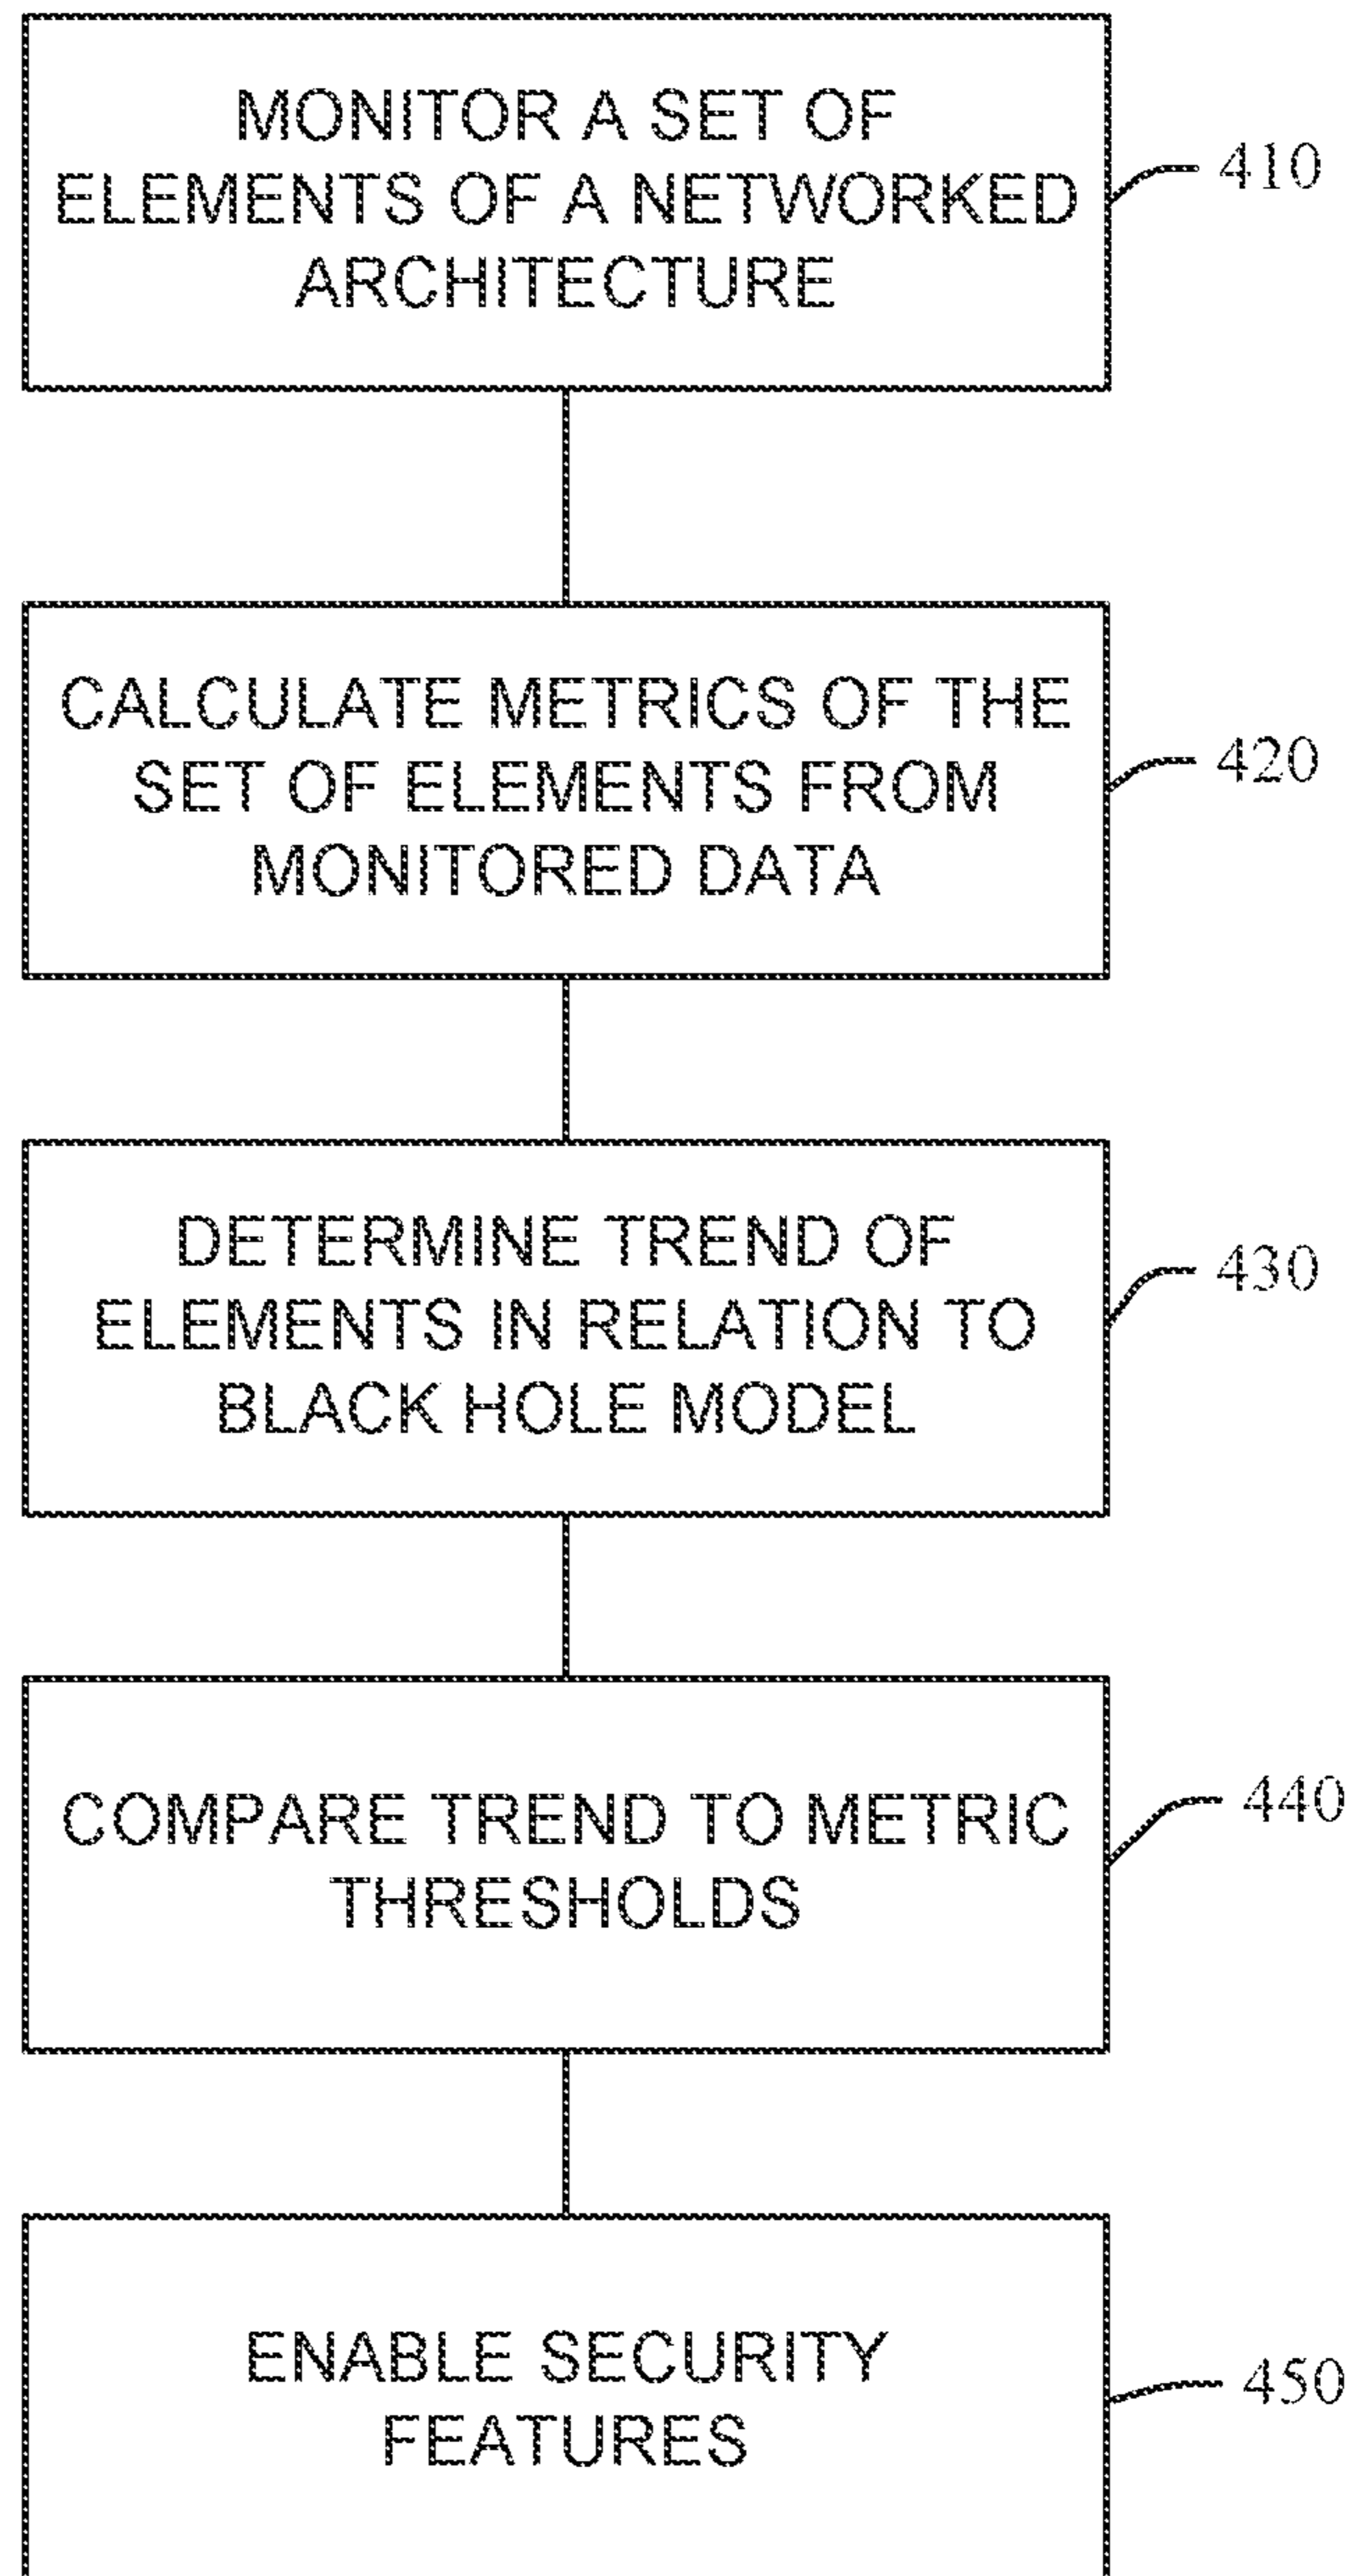 MONITOR A SET OF
ELEMENTS OF A NETWORKED
ARCHITECTURE
410
CALCULATE METRICS OF THE
SET OF ELEMENTS FROM
MONITORED DATA
420
DETERMINE TREND OF
ELEMENTS IN RELATION TO
BLACK HOLE MODEL
430
COMPARE TREND TO METRIC
THRESHOLDS
440
ENABLE SECURITY
FEATURES
450